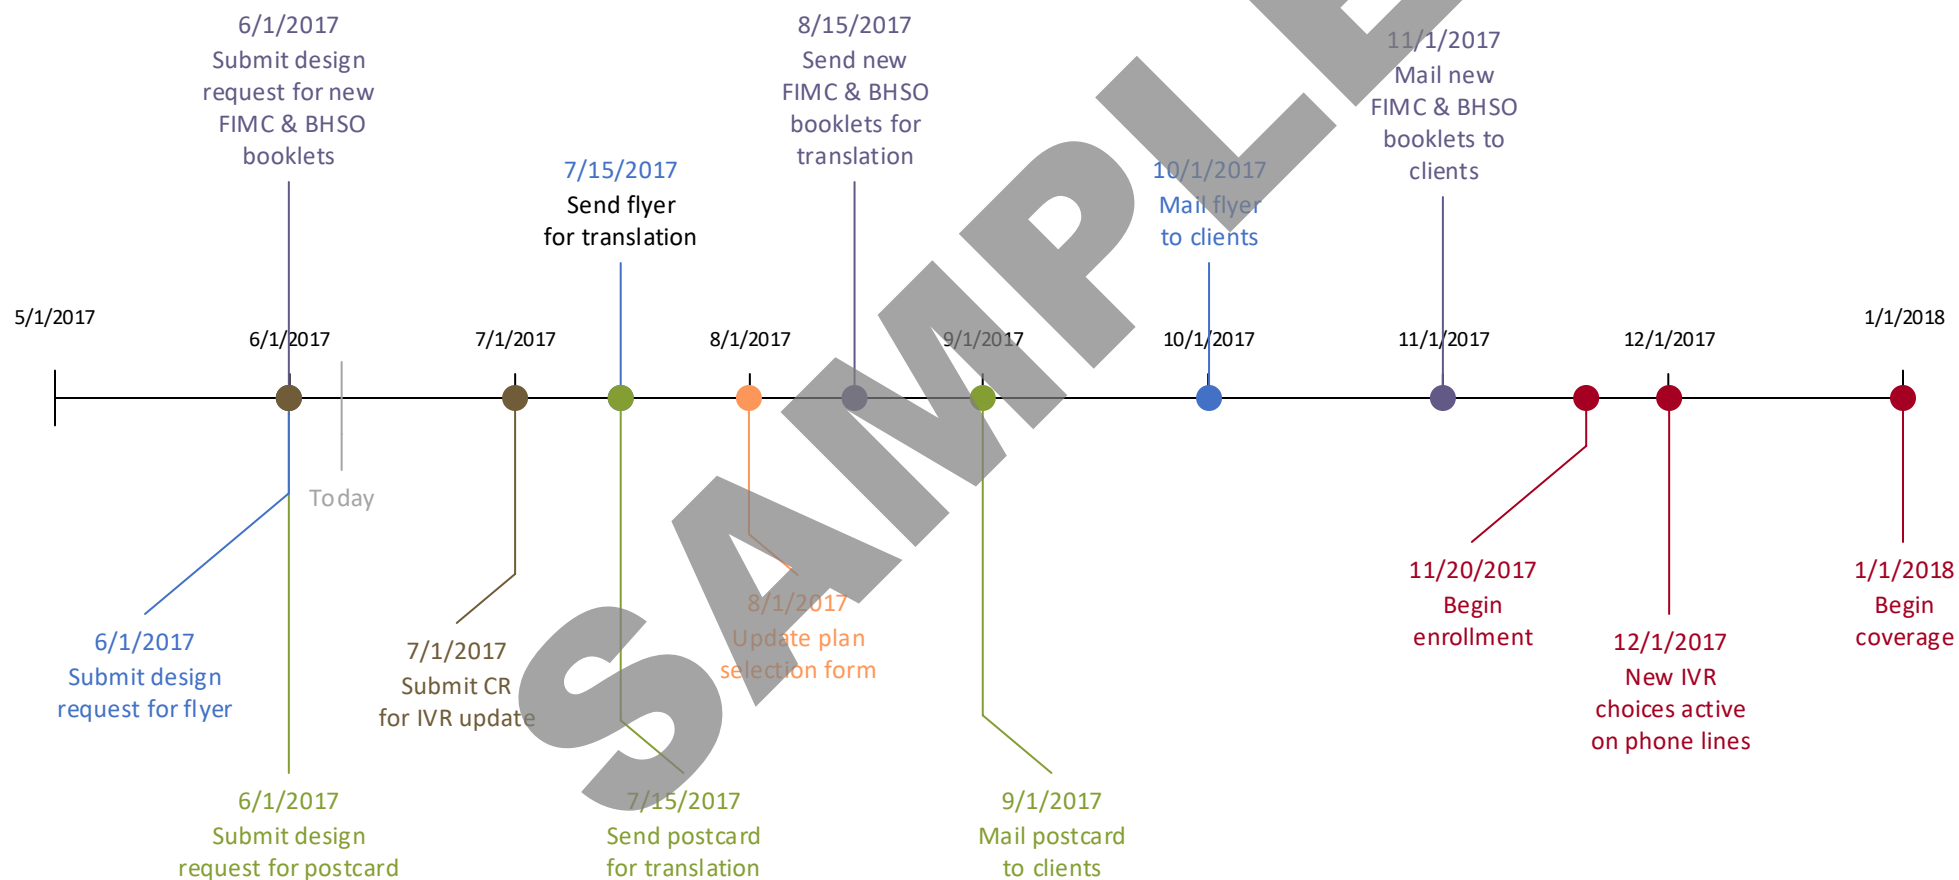 6/1/2017
Submit design
request for new
FIMC & BHSO
booklets
8/15/2017
Send new
FIMC & BHSO
booklets for
translation
11/1/2017
Mail new
FIMC & BHSO
booklets to
clients
7/15/2017
Send flyer
for translation
10/1/2017
Mail flyer
to clients
5/1/2017
6/1/2017
7/1/2017
8/1/2017
9/1/2017
10/1/2017
11/1/2017
12/1/2017
1/1/2018
Today
6/1/2017
Submit design
request for flyer
7/1/2017
Submit CR
for IVR update
8/1/2017
Update plan
selection form
11/20/2017
Begin
enrollment
12/1/2017
New IVR
choices active
on phone lines
1/1/2018
Begin
coverage
6/1/2017
Submit design
request for postcard
7/15/2017
Send postcard
for translation
9/1/2017
Mail postcard
to clients
SAMPLE